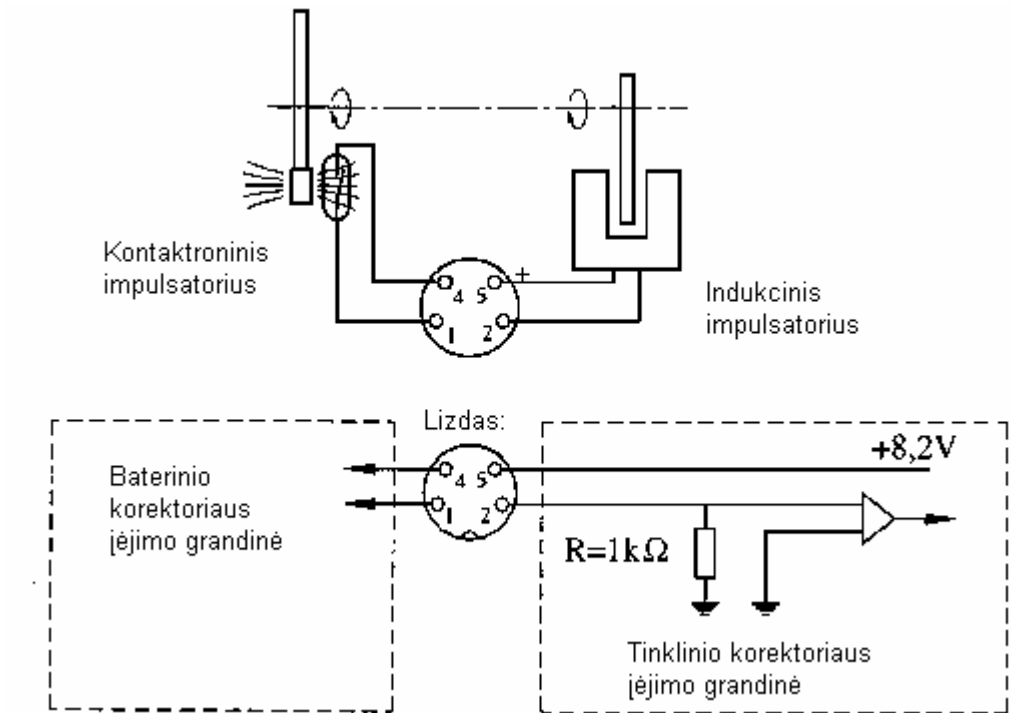 Kontaktroninis
impulsatorius
+
4 5
1 2
Indukcinis
impulsatorius
Lizdas:
Baterinio
korektoriaus
įėjimo grandinė
4 5
1 2
+8,2V
R=1kΩ
Tinklinio korektoriaus
įėjimo grandinė